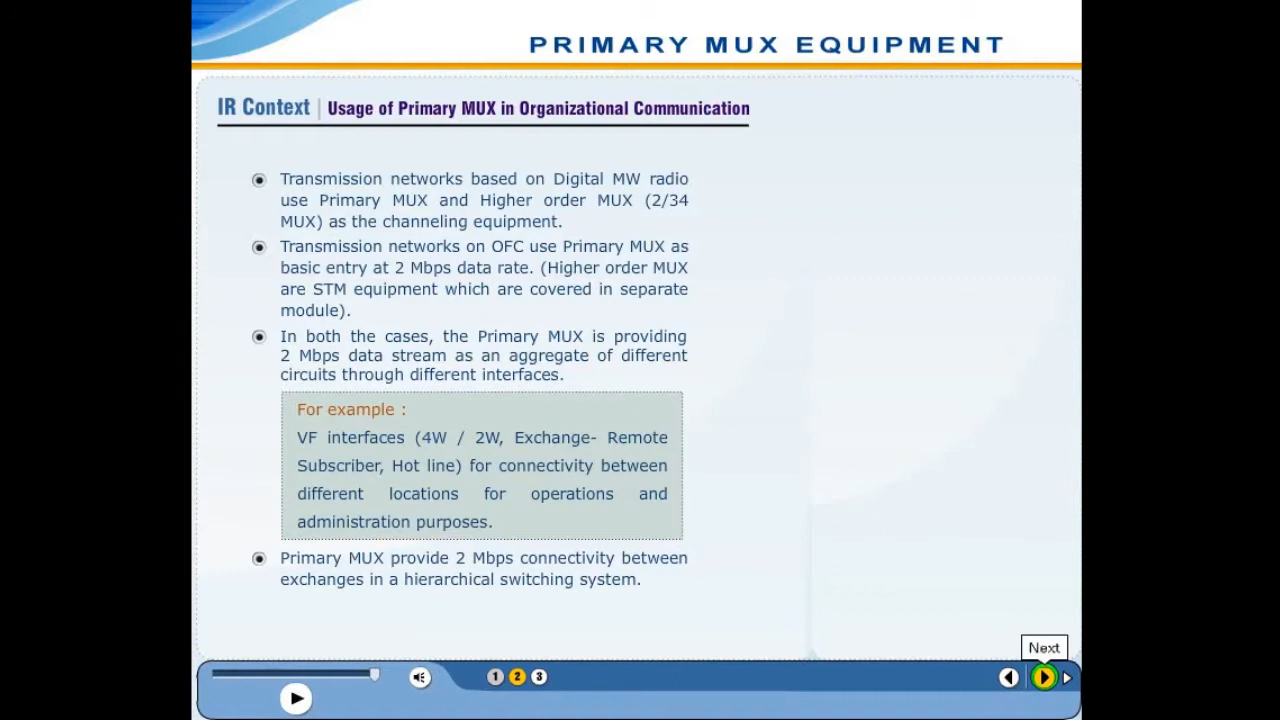 PRIMARY MUX EQUIPMENT
IR Context | Usage of Primary MUX in Organizational Communication
Transmission networks based on Digital MW radio
use Primary MUX and Higher order MUX (2/34
MUX) as the channeling equipment.
Transmission networks on OFC use Primary MUX as
basic entry at 2 Mbps data rate. (Higher order MUX
are STM equipment which are covered in separate
module).
In both the cases, the Primary MUX is providing
2 Mbps data stream as an aggregate of different
circuits through different interfaces.
For example :
VF interfaces (4W / 2W, Exchange- Remote
Subscriber, Hot line) for connectivity between
different locations for operations and
administration purposes.
Primary MUX provide 2 Mbps connectivity between
exchanges in a hierarchical switching system.
Next
1 2 3